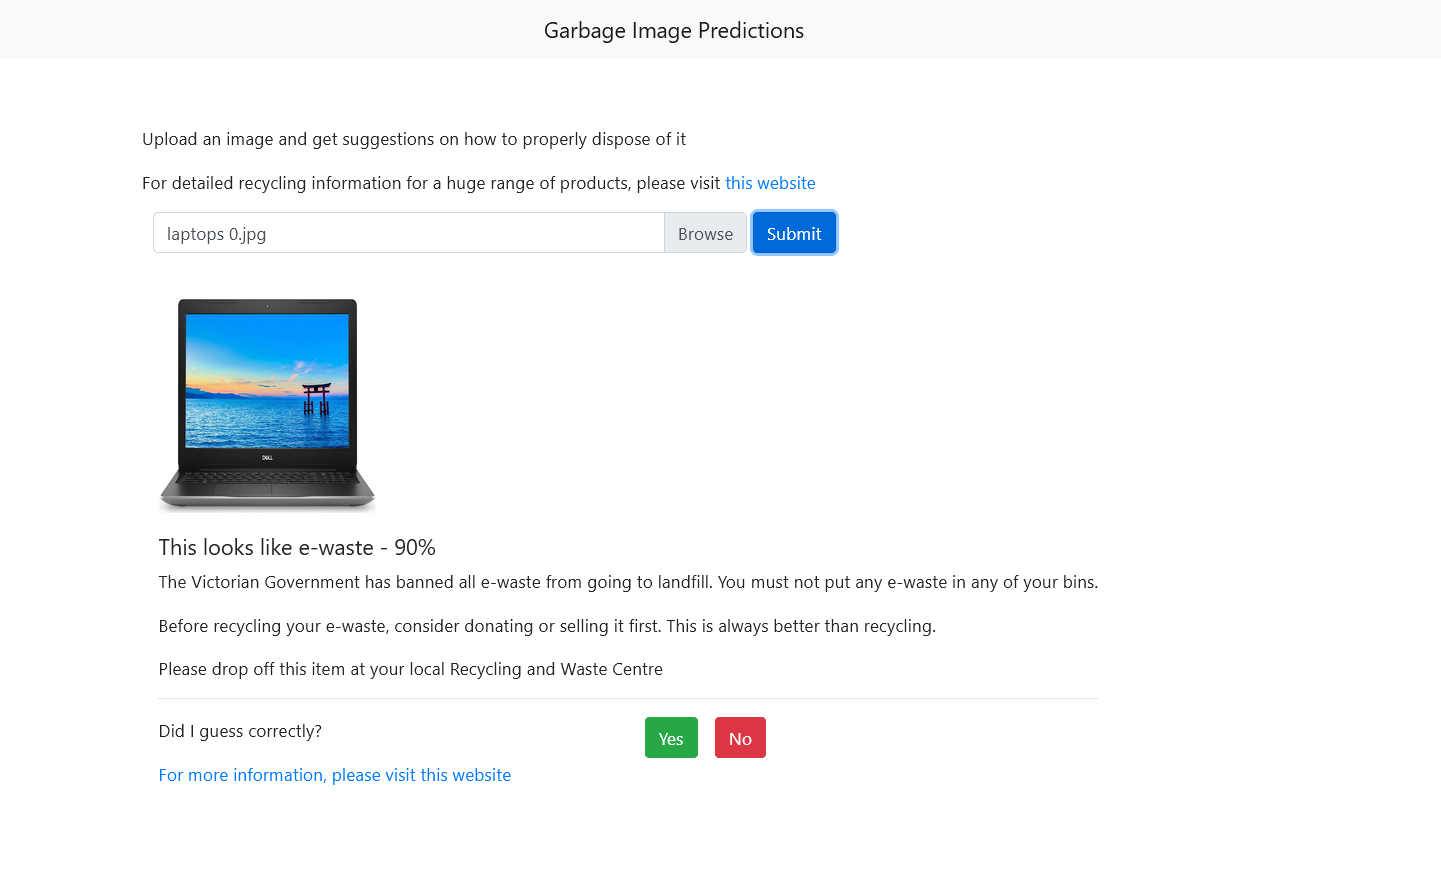 Garbage Image Predictions
Upload an image and get suggestions on how to properly dispose of it
For detailed recycling information for a huge range of products, please visit this website
laptops 0.jpg Browse Submit
DELL
This looks like e-waste - 90%
The Victorian Government has banned all e-waste from going to landfill. You must not put any e-waste in any of your bins.
Before recycling your e-waste, consider donating or selling it first. This is always better than recycling.
Please drop off this item at your local Recycling and Waste Centre
Did I guess correctly? Yes No
For more information, please visit this website